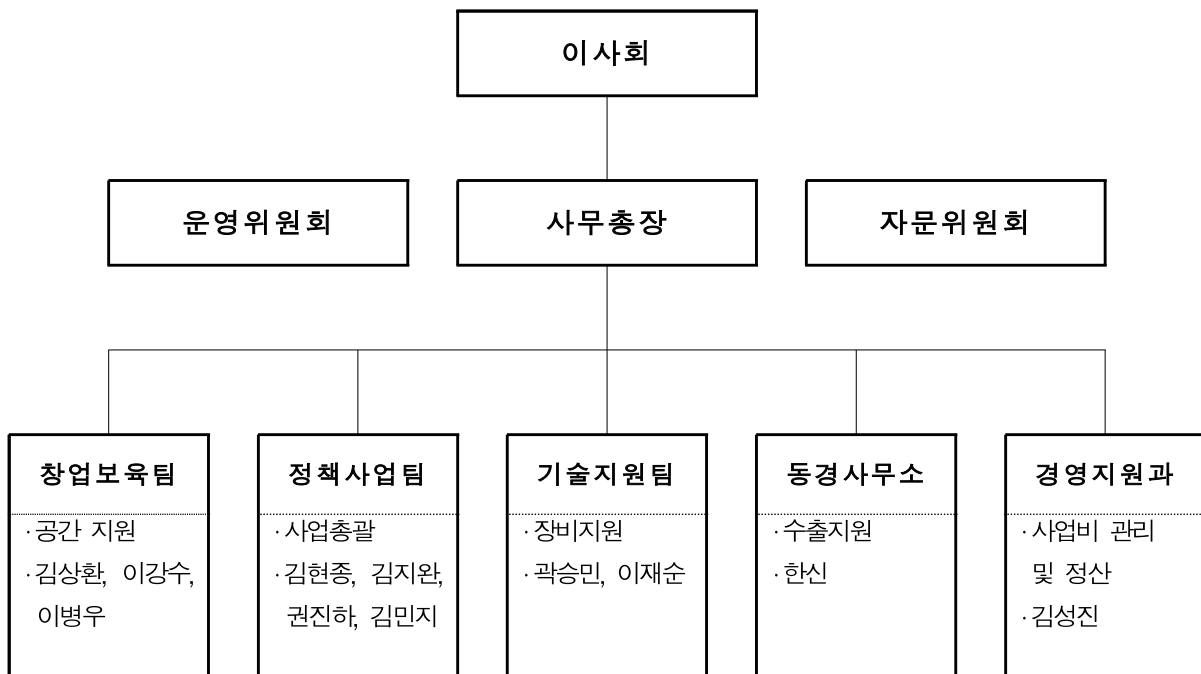 이사회
운영위원회
사무총장
자문위원회
창업보육팀
· 공간 지원
· 김상환, 이강수,
이병우
정책사업팀
· 사업총괄
· 김현종, 김지완,
권진하, 김민지
기술지원팀
· 장비지원
· 곽승민, 이재순
동경사무소
· 수출지원
· 한신
경영지원과
· 사업비 관리
및 정산
· 김성진